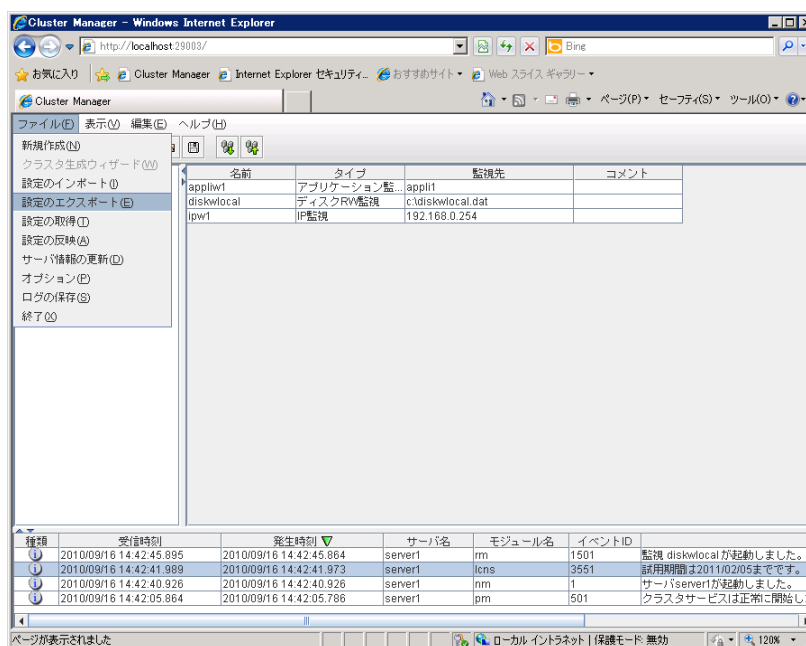 Cluster Manager - Windows Internet Explorer
http://localhost:29003/
Bing
お気に入り Cluster Manager Internet Explorer セキュリティ... おすすめサイト Web スライス ギャラリー
Cluster Manager
ページ(P) セーフティ(S) ツール(O)
ファイル(F) 表示(V) 編集(E) ヘルプ(H)
新規作成(N)
クラスタ生成ウィザード(W)
設定のインポート(I)
設定のエクスポート(E)
設定の取得(T)
設定の反映(A)
サーバ情報の更新(D)
オプション(P)
ログの保存(S)
終了(X)
名前 タイプ 監視先 コメント
appliw1 アプリケーション監... appli1
diskwlocal ディスクRW監視 c:\diskwlocal.dat
ipw1 IP監視 192.168.0.254
種類 受信時刻 発生時刻 サーバ名 モジュール名 イベントID
2010/09/16 14:42:45.895 2010/09/16 14:42:45.864 server1 rm 1501 監視 diskwlocal が起動しました。
2010/09/16 14:42:41.989 2010/09/16 14:42:41.973 server1 lcns 3551 試用期間は2011/02/05までです。
2010/09/16 14:42:40.926 2010/09/16 14:42:40.926 server1 nm 1 サーバserver1が起動しました。
2010/09/16 14:42:05.864 2010/09/16 14:42:05.786 server1 pm 501 クラスタサービスは正常に開始し
ページが表示されました ローカル イントラネット | 保護モード: 無効 120%